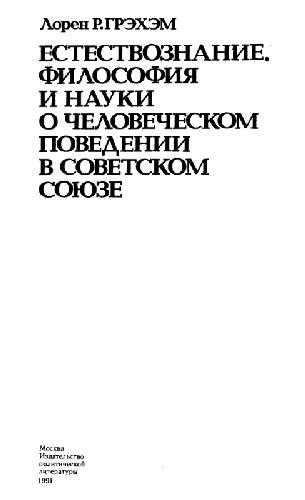 Лорен Р. ГРЭХЭМ
ЕСТЕСТВОЗНАНИЕ.
ФИЛОСОФИЯ
И НАУКИ
О ЧЕЛОВЕЧЕСКОМ
ПОВЕДЕНИИ
В СОВЕТСКОМ
СОЮЗЕ
Москва
Издательство
политической
литературы
1991